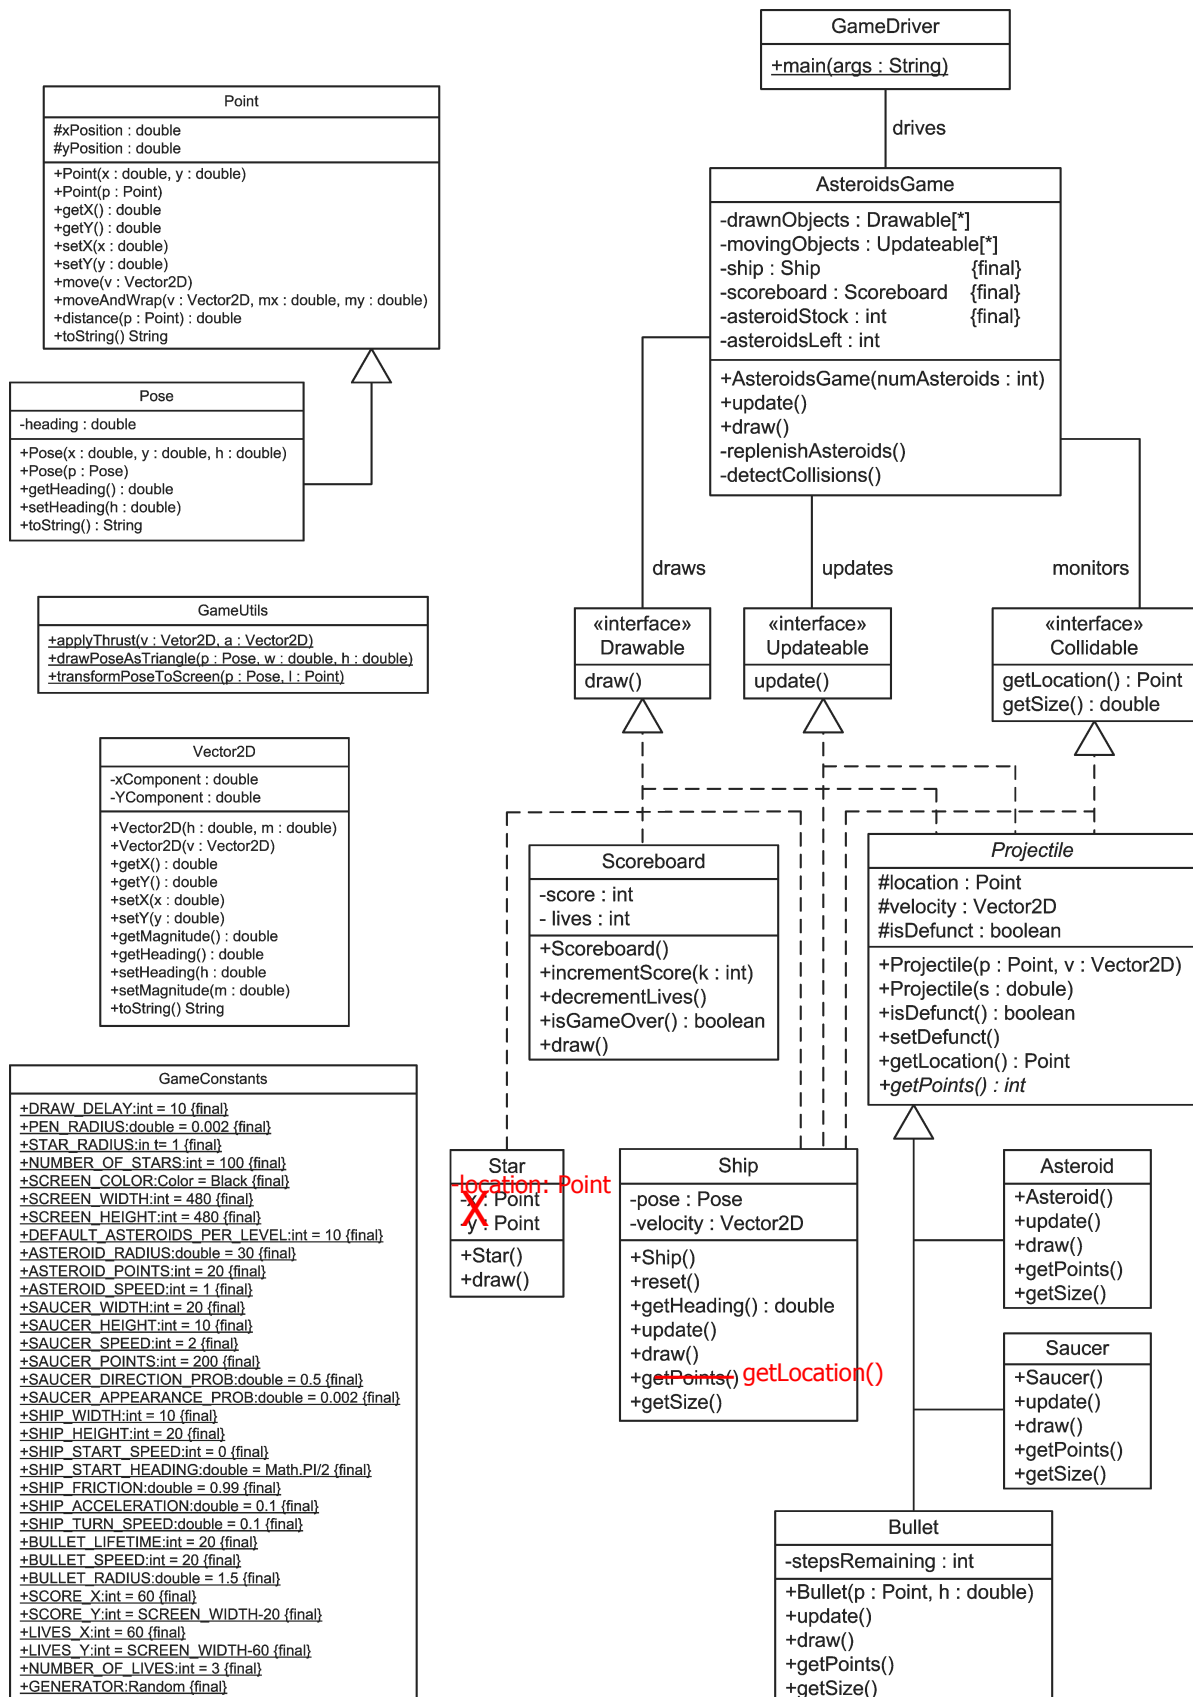 GameDriver
+main(args : String)
drives
Point
#xPosition : double
#yPosition : double
+Point(x : double, y : double)
+Point(p : Point)
+getX() : double
+getY() : double
+setX(x : double)
+setY(y : double)
+move(v : Vector2D)
+moveAndWrap(v : Vector2D, mx : double, my : double)
+distance(p : Point) : double
+toString() String
AsteroidsGame
-drawnObjects : Drawable[*]
-movingObjects : Updateable[*]
-ship : Ship {final}
-scoreboard : Scoreboard {final}
-asteroidStock : int {final}
-asteroidsLeft : int
+AsteroidsGame(numAsteroids : int)
+update()
+draw()
-replenishAsteroids()
-detectCollisions()
Pose
-heading : double
+Pose(x : double, y : double, h : double)
+Pose(p : Pose)
+getHeading() : double
+setHeading(h : double)
+toString() : String
draws
updates
monitors
GameUtils
+applyThrust(v : Vetor2D, a : Vector2D)
+drawPoseAsTriangle(p : Pose, w : double, h : double)
+transformPoseToScreen(p : Pose, l : Point)
«interface»
Drawable
draw()
«interface»
Updateable
update()
«interface»
Collidable
getLocation() : Point
getSize() : double
Vector2D
-xComponent : double
-YComponent : double
+Vector2D(h : double, m : double)
+Vector2D(v : Vector2D)
+getX() : double
+getY() : double
+setX(x : double)
+setY(y : double)
+getMagnitude() : double
+getHeading() : double
+setHeading(h : double
+setMagnitude(m : double)
+toString() String
Scoreboard
-score : int
- lives : int
+Scoreboard()
+incrementScore(k : int)
+decrementLives()
+isGameOver() : boolean
+draw()
Projectile
#location : Point
#velocity : Vector2D
#isDefunct : boolean
+Projectile(p : Point, v : Vector2D)
+Projectile(s : dobule)
+isDefunct() : boolean
+setDefunct()
+getLocation() : Point
+getPoints() : int
GameConstants
+DRAW_DELAY:int = 10 {final}
+PEN_RADIUS:double = 0.002 {final}
+STAR_RADIUS:in t= 1 {final}
+NUMBER_OF_STARS:int = 100 {final}
+SCREEN_COLOR:Color = Black {final}
+SCREEN_WIDTH:int = 480 {final}
+SCREEN_HEIGHT:int = 480 {final}
+DEFAULT_ASTEROIDS_PER_LEVEL:int = 10 {final}
+ASTEROID_RADIUS:double = 30 {final}
+ASTEROID_POINTS:int = 20 {final}
+ASTEROID_SPEED:int = 1 {final}
+SAUCER_WIDTH:int = 20 {final}
+SAUCER_HEIGHT:int = 10 {final}
+SAUCER_SPEED:int = 2 {final}
+SAUCER_POINTS:int = 200 {final}
+SAUCER_DIRECTION_PROB:double = 0.5 {final}
+SAUCER_APPEARANCE_PROB:double = 0.002 {final}
+SHIP_WIDTH:int = 10 {final}
+SHIP_HEIGHT:int = 20 {final}
+SHIP_START_SPEED:int = 0 {final}
+SHIP_START_HEADING:double = Math.PI/2 {final}
+SHIP_FRICTION:double = 0.99 {final}
+SHIP_ACCELERATION:double = 0.1 {final}
+SHIP_TURN_SPEED:double = 0.1 {final}
+BULLET_LIFETIME:int = 20 {final}
+BULLET_SPEED:int = 20 {final}
+BULLET_RADIUS:double = 1.5 {final}
+SCORE_X:int = 60 {final}
+SCORE_Y:int = SCREEN_WIDTH-20 {final}
+LIVES_X:int = 60 {final}
+LIVES_Y:int = SCREEN_WIDTH-60 {final}
+NUMBER_OF_LIVES:int = 3 {final}
+GENERATOR:Random {final}
Star
-location: Point
-x : Point
-y : Point
X
+Star()
+draw()
Ship
-pose : Pose
-velocity : Vector2D
+Ship()
+reset()
+getHeading() : double
+update()
+draw()
+getPoints() getLocation()
+getSize()
Asteroid
+Asteroid()
+update()
+draw()
+getPoints()
+getSize()
Saucer
+Saucer()
+update()
+draw()
+getPoints()
+getSize()
Bullet
-stepsRemaining : int
+Bullet(p : Point, h : double)
+update()
+draw()
+getPoints()
+getSize()